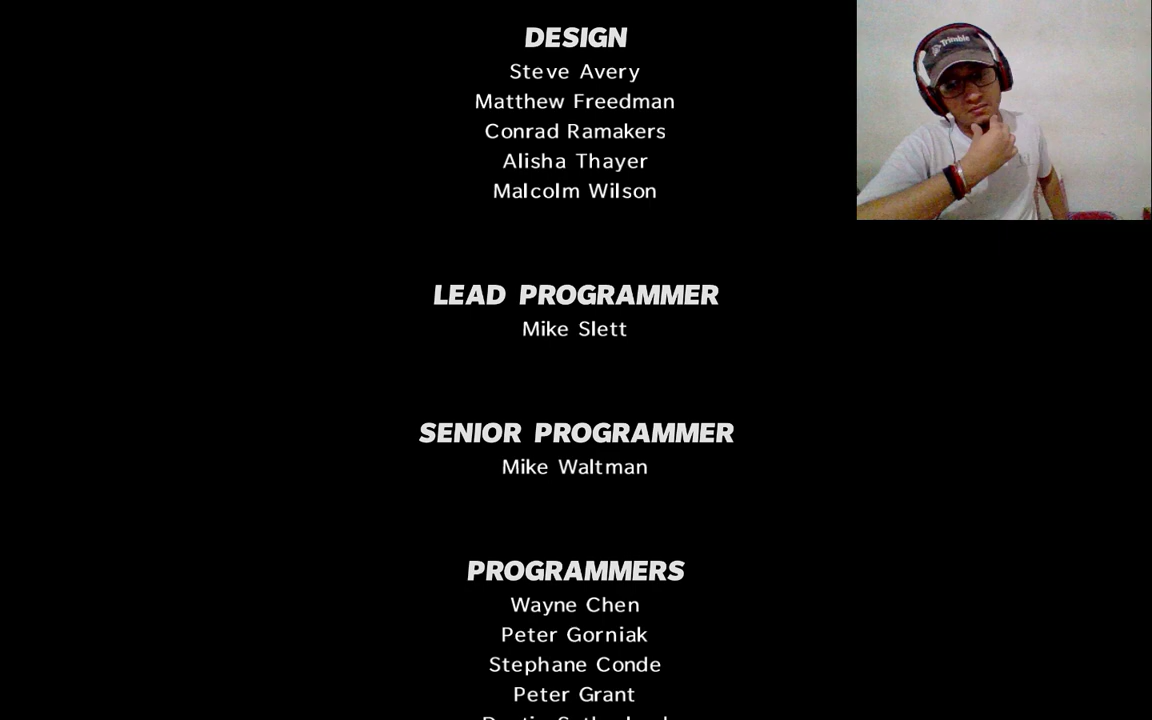 DESIGN
Steve Avery
Matthew Freedman
Conrad Ramakers
Alisha Thayer
Malcolm Wilson
Trimble
LEAD PROGRAMMER
Mike Slett
SENIOR PROGRAMMER
Mike Waltman
PROGRAMMERS
Wayne Chen
Peter Gorniak
Stephane Conde
Peter Grant